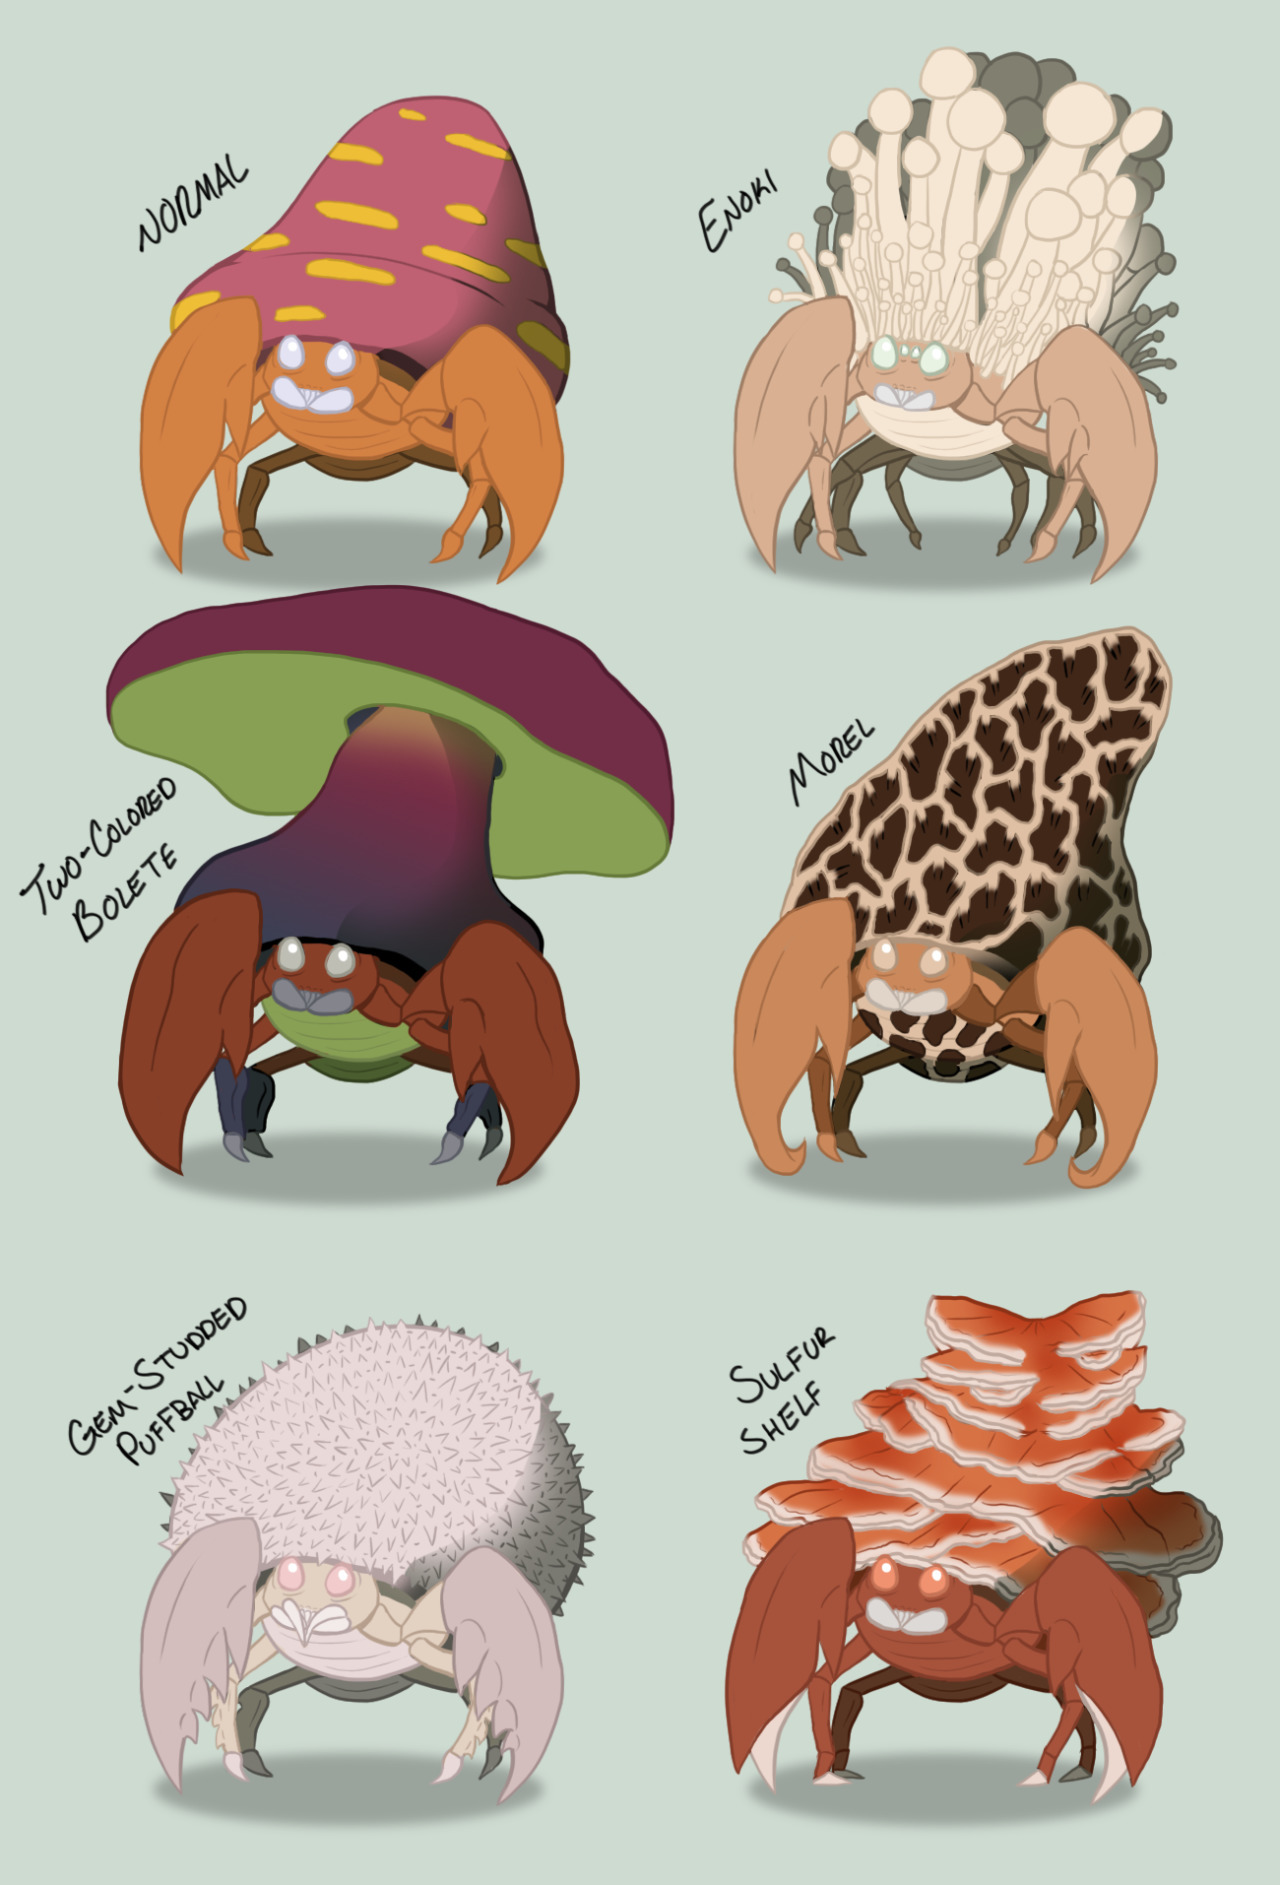 NORMAL
ENOKI
TWO-COLORED
BOLETE
MOREL
GEM-STUDDED
PUFFBALL
SULFUR
SHELF